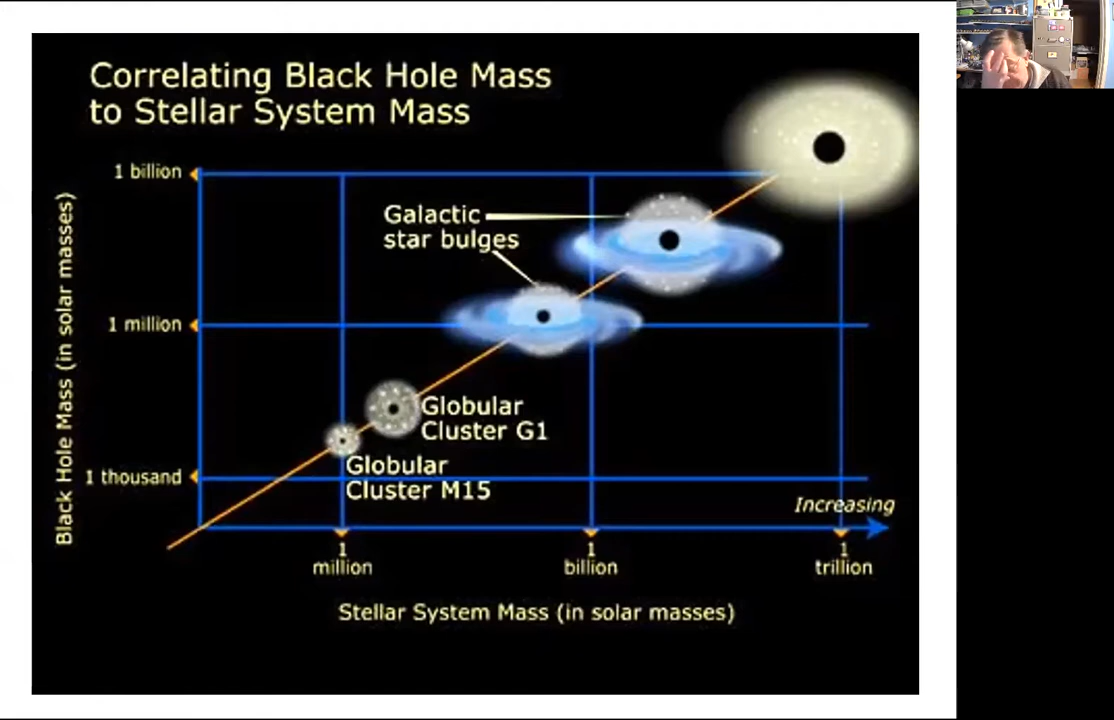 Correlating Black Hole Mass
to Stellar System Mass
1 billion
Galactic
star bulges
1 million
Globular
Cluster G1
Globular
Cluster M15
1 thousand
Increasing
1
million
1
billion
1
trillion
Black Hole Mass (in solar masses)
Stellar System Mass (in solar masses)